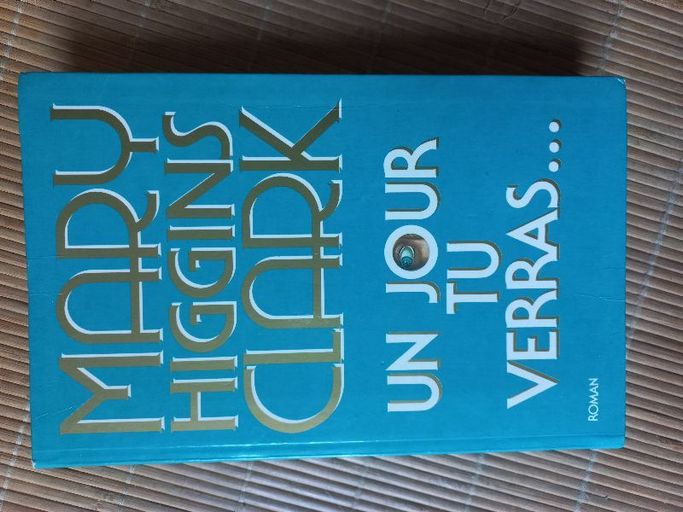 MARY
HIGGINS
CLARK
UN JOUR
TU
VERRAS...
ROMAN